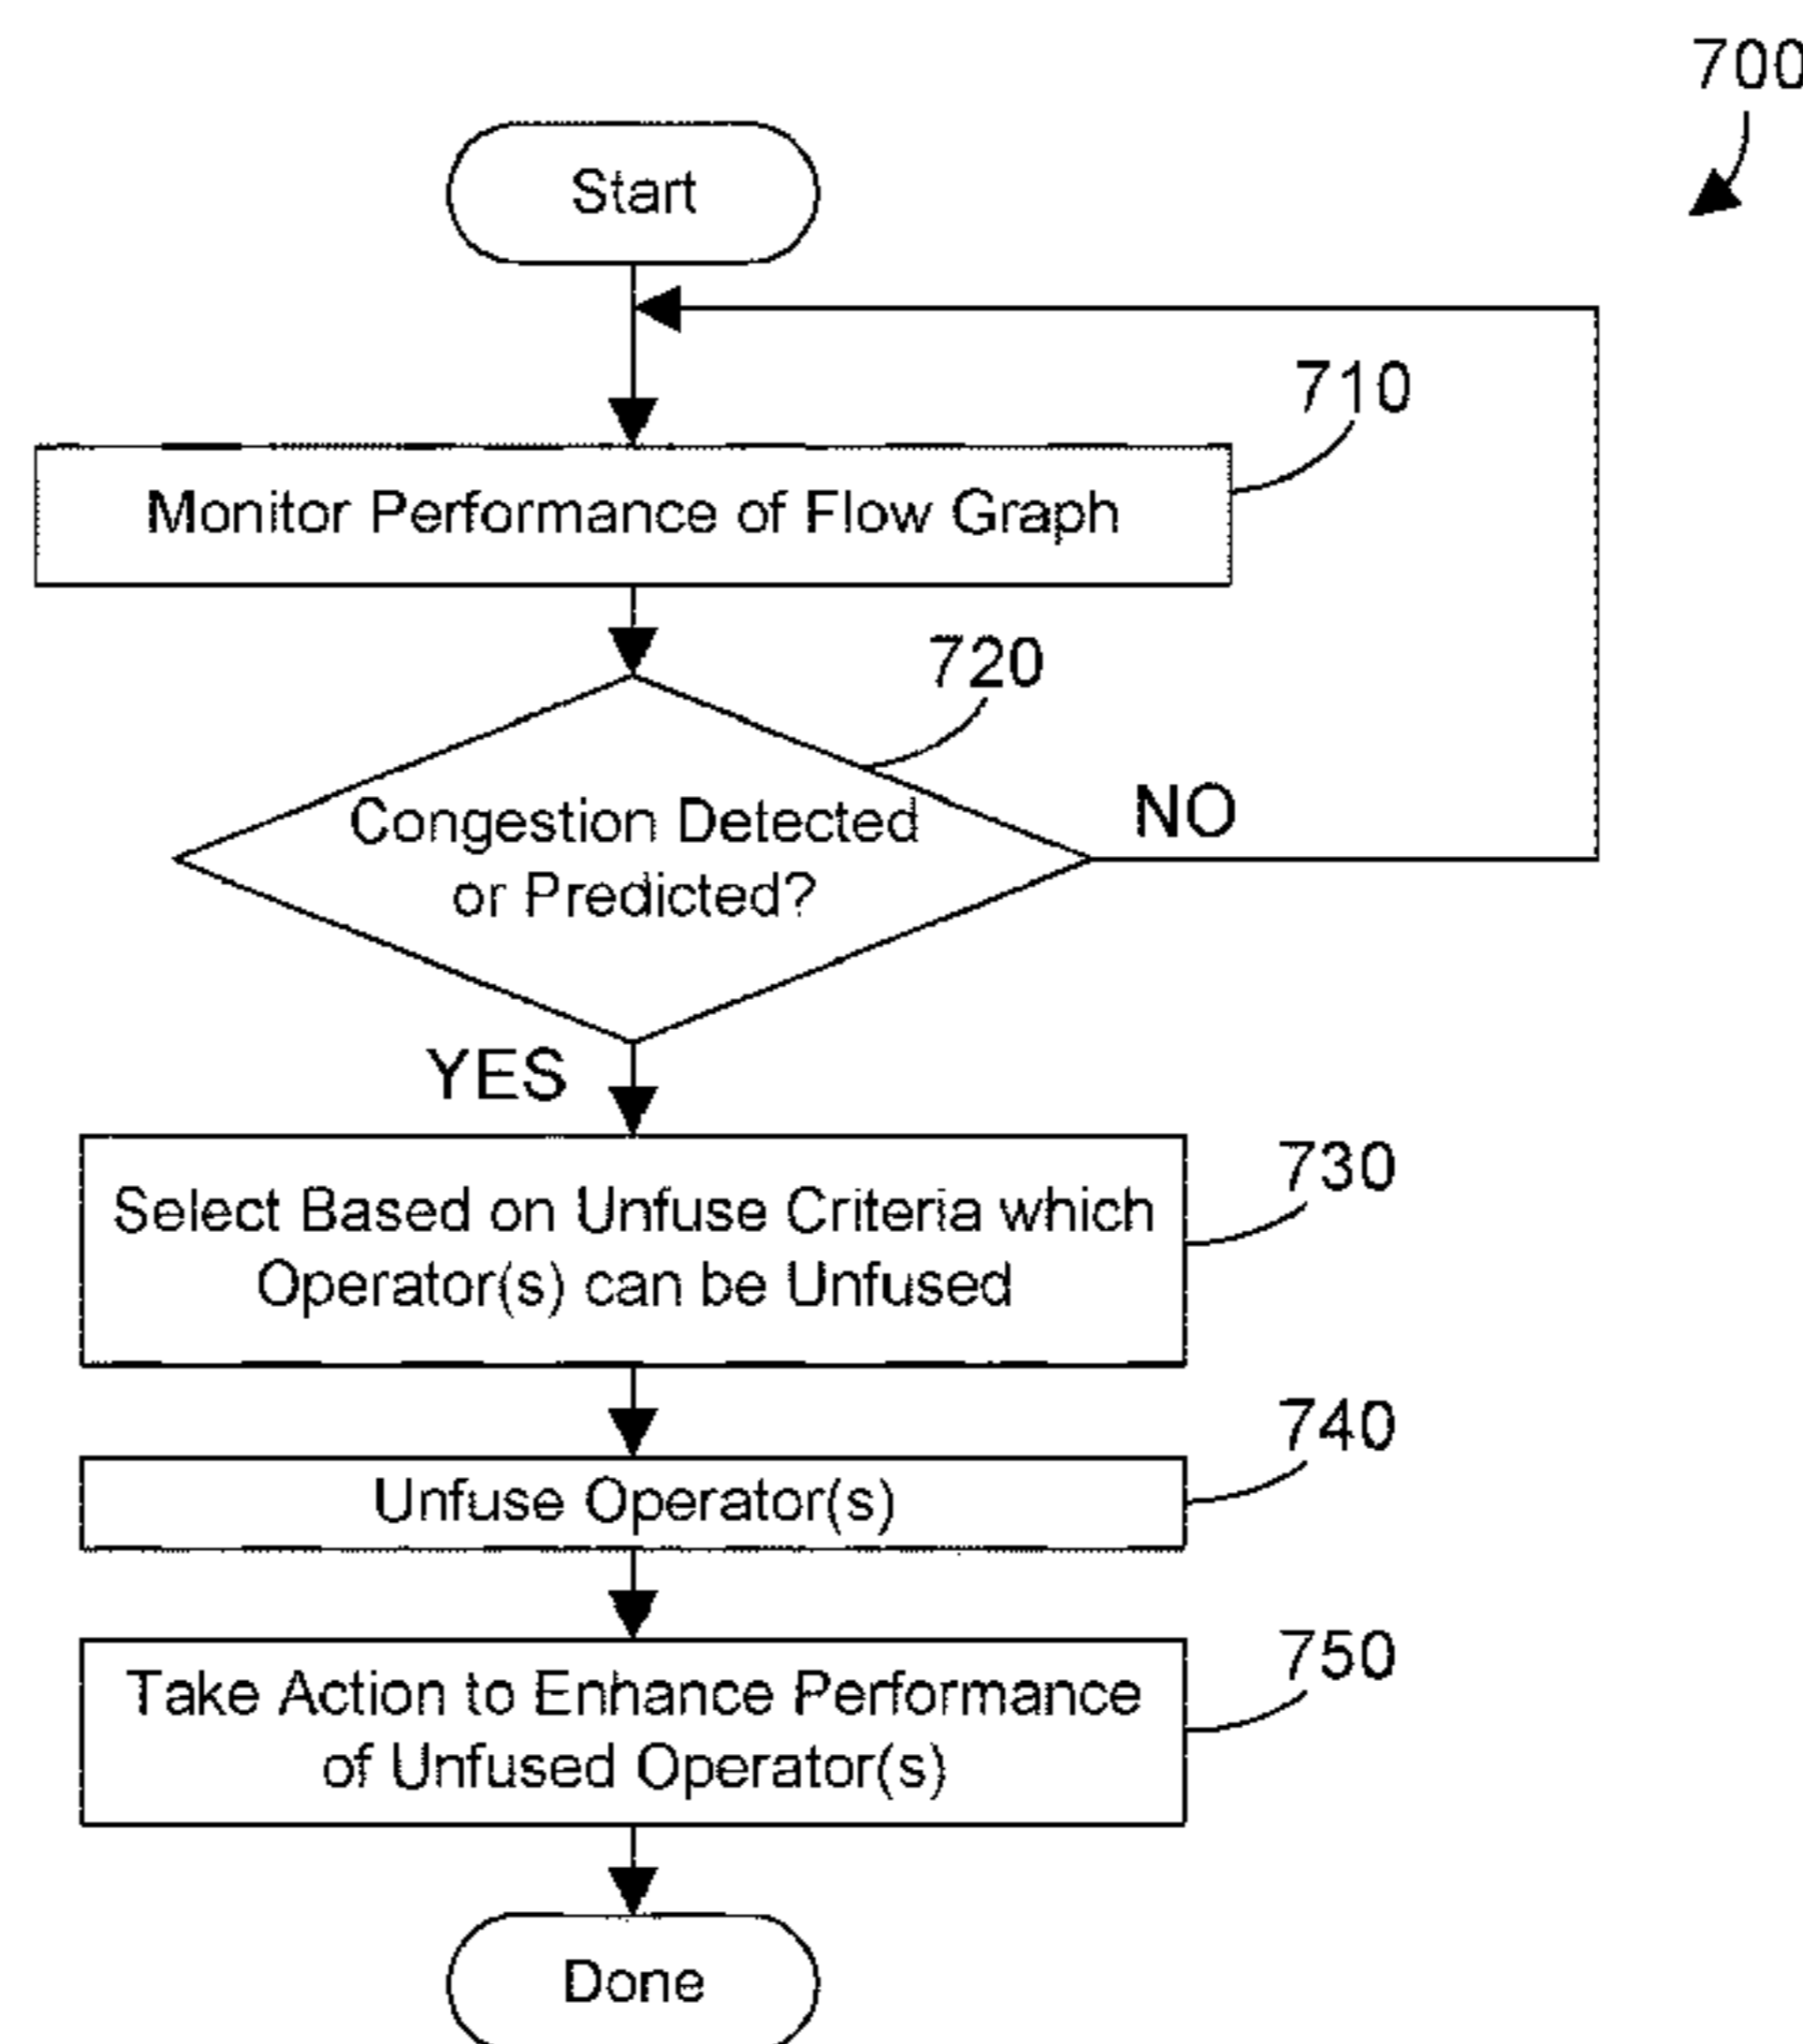 700
Start
710
Monitor Performance of Flow Graph
720
Congestion Detected
or Predicted?
NO
YES
730
Select Based on Unfuse Criteria which
Operator(s) can be Unfused
740
Unfuse Operator(s)
750
Take Action to Enhance Performance
of Unfused Operator(s)
Done